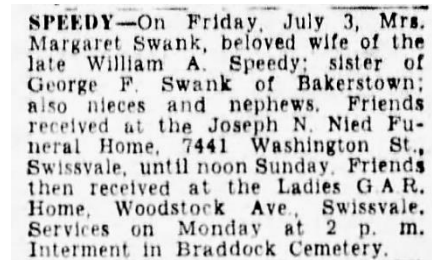 SPEEDY—On Friday, July 3, Mrs.
Margaret Swank, beloved wife of the
late William A. Speedy; sister of
George F. Swank of Bakerstown;
also nieces and nephews. Friends
received at the Joseph N. Nied Fu-
neral Home, 7441 Washington St.,
Swissvale, until noon Sunday. Friends
then received at the Ladies G.A.R.
Home, Woodstock Ave., Swissvale.
Services on Monday at 2 p. m.
Interment in Braddock Cemetery.